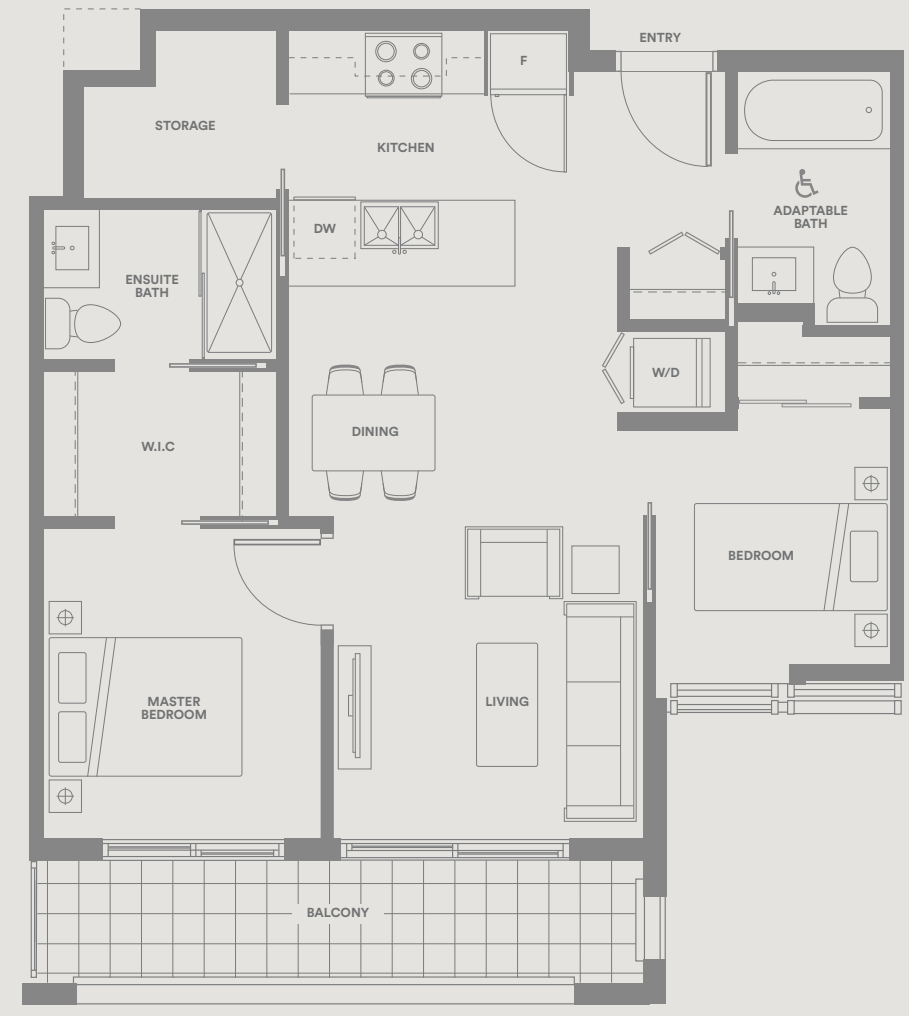 ENTRY
F
STORAGE
KITCHEN
ADAPTABLE
BATH
DW
ENSUITE
BATH
W/D
DINING
W.I.C
BEDROOM
MASTER
BEDROOM
LIVING
BALCONY